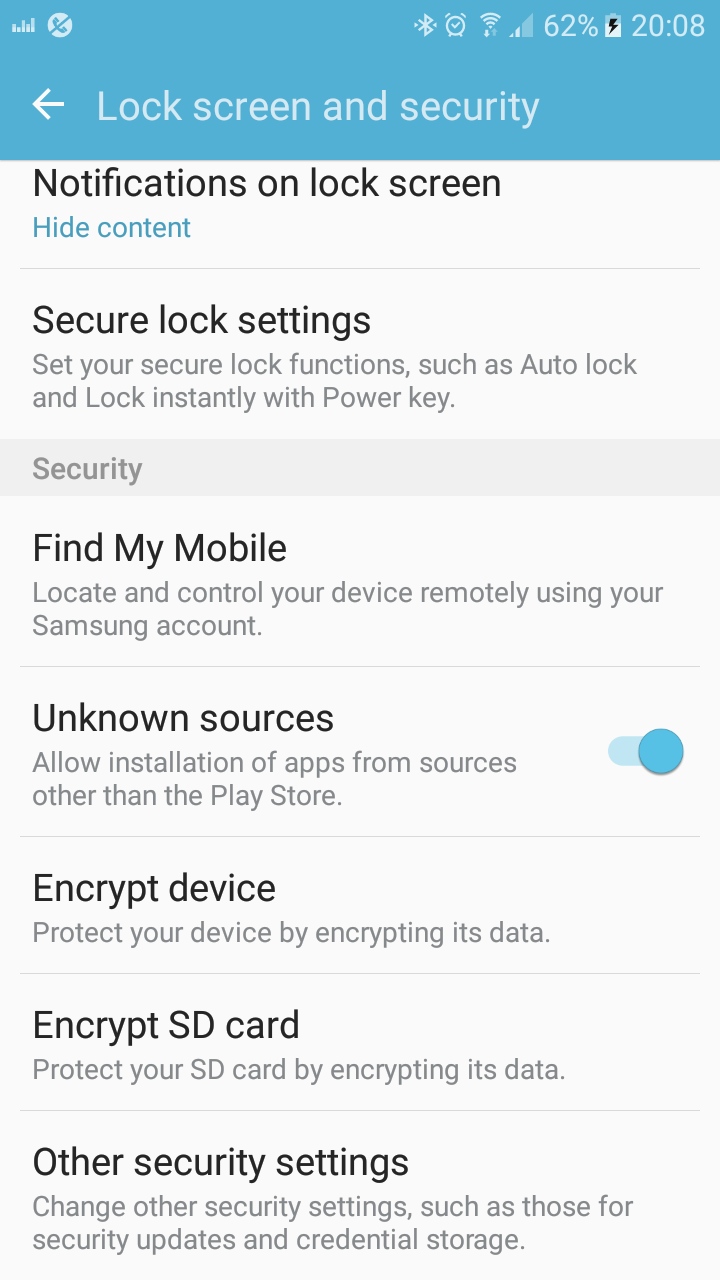 62% 20:08
Lock screen and security
Notifications on lock screen
Hide content
Secure lock settings
Set your secure lock functions, such as Auto lock
and Lock instantly with Power key.
Security
Find My Mobile
Locate and control your device remotely using your
Samsung account.
Unknown sources
Allow installation of apps from sources
other than the Play Store.
Encrypt device
Protect your device by encrypting its data.
Encrypt SD card
Protect your SD card by encrypting its data.
Other security settings
Change other security settings, such as those for
security updates and credential storage.